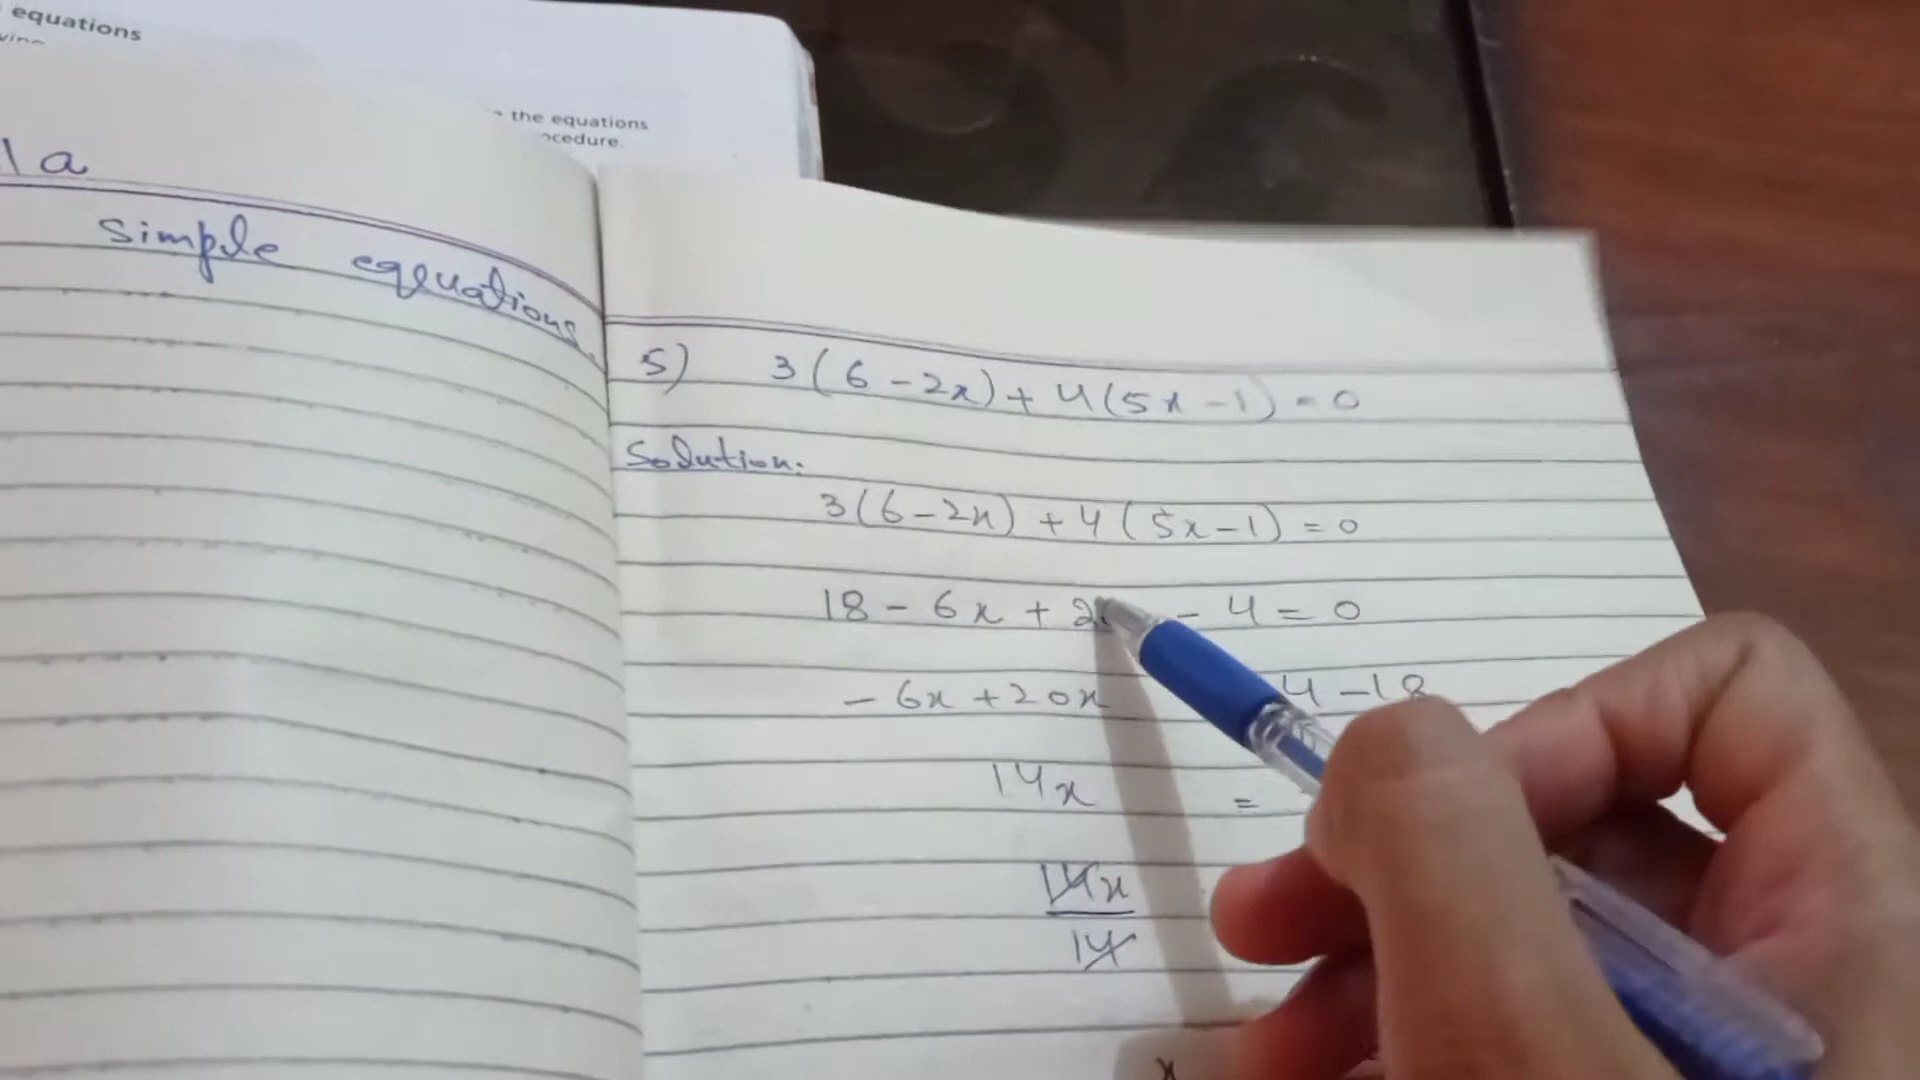 equations
the equations
procedure.
1a
simple equations.
5) 3(6-2x)+4(5x-1)=0
Solution.
3(6-2x)+4(5x-1)=0
18-6x+2 -4=0
-6x+20x 4-18
14x =
14x
14
x